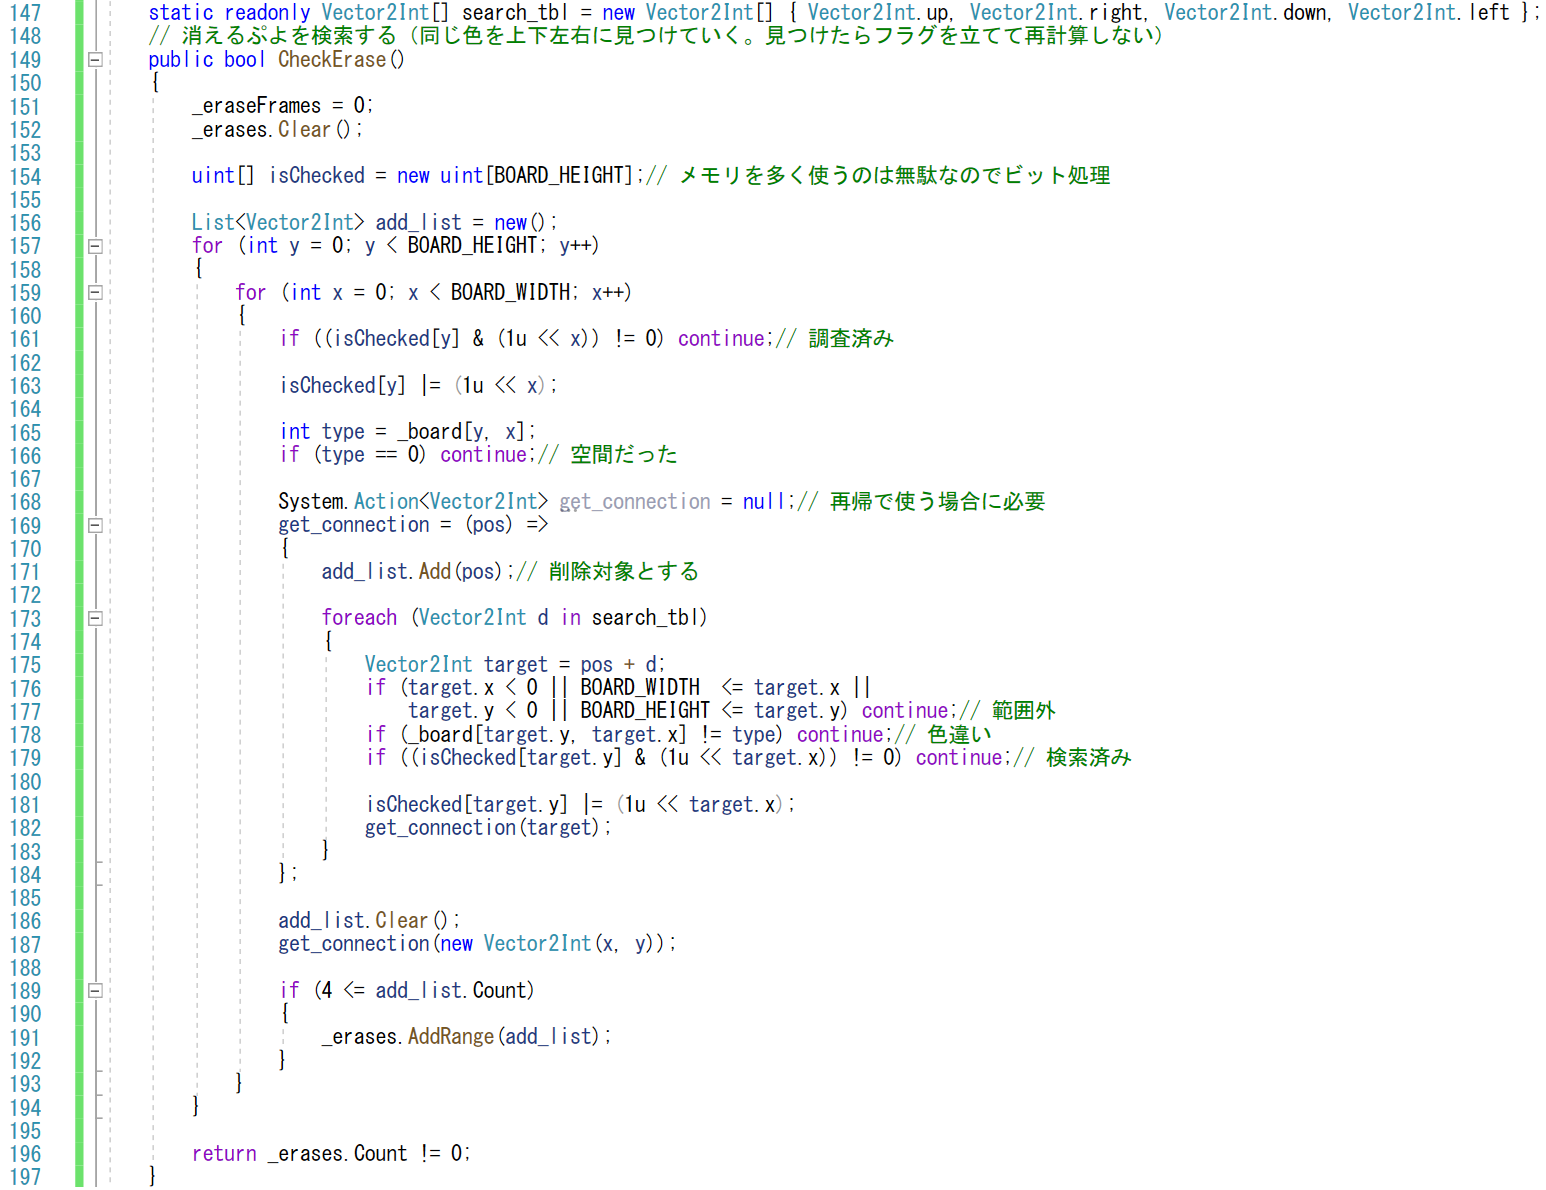 147 static readonly Vector2Int[] search_tbl = new Vector2Int[] { Vector2Int.up, Vector2Int.right, Vector2Int.down, Vector2Int.left };
148 // 消えるぷよを検索する（同じ色を上下左右に見つけていく。見つけたらフラグを立てて再計算しない）
149 public bool CheckErase()
150 {
151 _eraseFrames = 0;
152 _erases.Clear();
153
154 uint[] isChecked = new uint[BOARD_HEIGHT];// メモリを多く使うのは無駄なのでビット処理
155
156 List<Vector2Int> add_list = new();
157 for (int y = 0; y < BOARD_HEIGHT; y++)
158 {
159 for (int x = 0; x < BOARD_WIDTH; x++)
160 {
161 if ((isChecked[y] & (1u << x)) != 0) continue;// 調査済み
162
163 isChecked[y] |= (1u << x);
164
165 int type = _board[y, x];
166 if (type == 0) continue;// 空間だった
167
168 System.Action<Vector2Int> get_connection = null;// 再帰で使う場合に必要
169 get_connection = (pos) =>
170 {
171 add_list.Add(pos);// 削除対象とする
172
173 foreach (Vector2Int d in search_tbl)
174 {
175 Vector2Int target = pos + d;
176 if (target.x < 0 || BOARD_WIDTH  <= target.x ||
177 target.y < 0 || BOARD_HEIGHT <= target.y) continue;// 範囲外
178 if (_board[target.y, target.x] != type) continue;// 色違い
179 if ((isChecked[target.y] & (1u << target.x)) != 0) continue;// 検索済み
180
181 isChecked[target.y] |= (1u << target.x);
182 get_connection(target);
183 }
184 };
185
186 add_list.Clear();
187 get_connection(new Vector2Int(x, y));
188
189 if (4 <= add_list.Count)
190 {
191 _erases.AddRange(add_list);
192 }
193 }
194 }
195
196 return _erases.Count != 0;
197 }